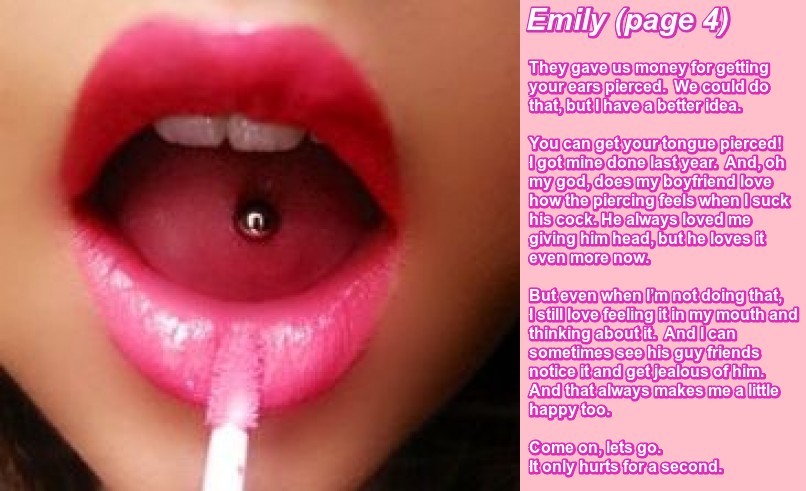 Emily (page 4)
They gave us money for getting
your ears pierced. We could do
that, but I have a better idea.
You can get your tongue pierced!
I got mine done last year. And, oh
my god, does my boyfriend love
how the piercing feels when I suck
his cock. He always loved me
giving him head, but he loves it
even more now.
But even when I'm not doing that,
I still love feeling it in my mouth and
thinking about it. And I can
sometimes see his guy friends
notice it and get jealous of him.
And that always makes me a little
happy too.
Come on, lets go.
It only hurts for a second.